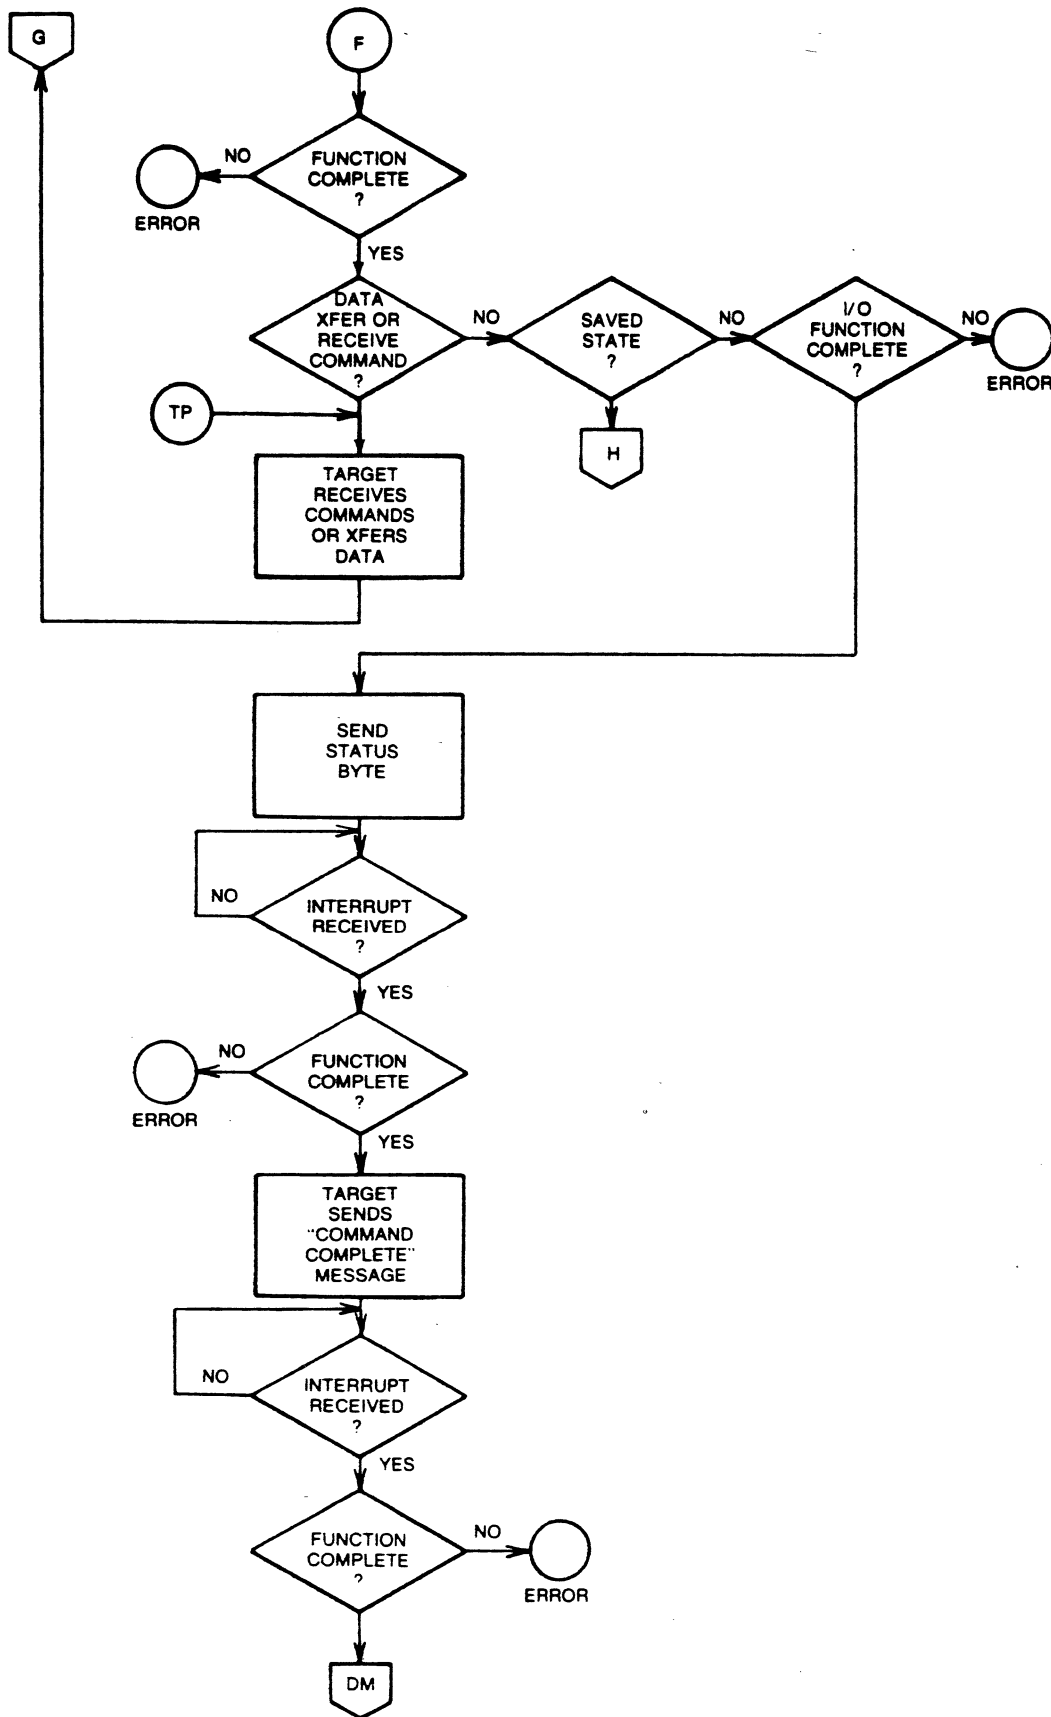 G
F
NO
FUNCTION
COMPLETE
?
ERROR
YES
DATA
XFER OR
RECEIVE
COMMAND
?
NO
SAVED
STATE
?
NO
I/O
FUNCTION
COMPLETE
?
NO
ERROR
TP
H
TARGET
RECEIVES
COMMANDS
OR XFERS
DATA
SEND
STATUS
BYTE
NO
INTERRUPT
RECEIVED
?
YES
NO
FUNCTION
COMPLETE
?
ERROR
YES
TARGET
SENDS
"COMMAND
COMPLETE"
MESSAGE
NO
INTERRUPT
RECEIVED
?
YES
FUNCTION
COMPLETE
?
NO
ERROR
DM